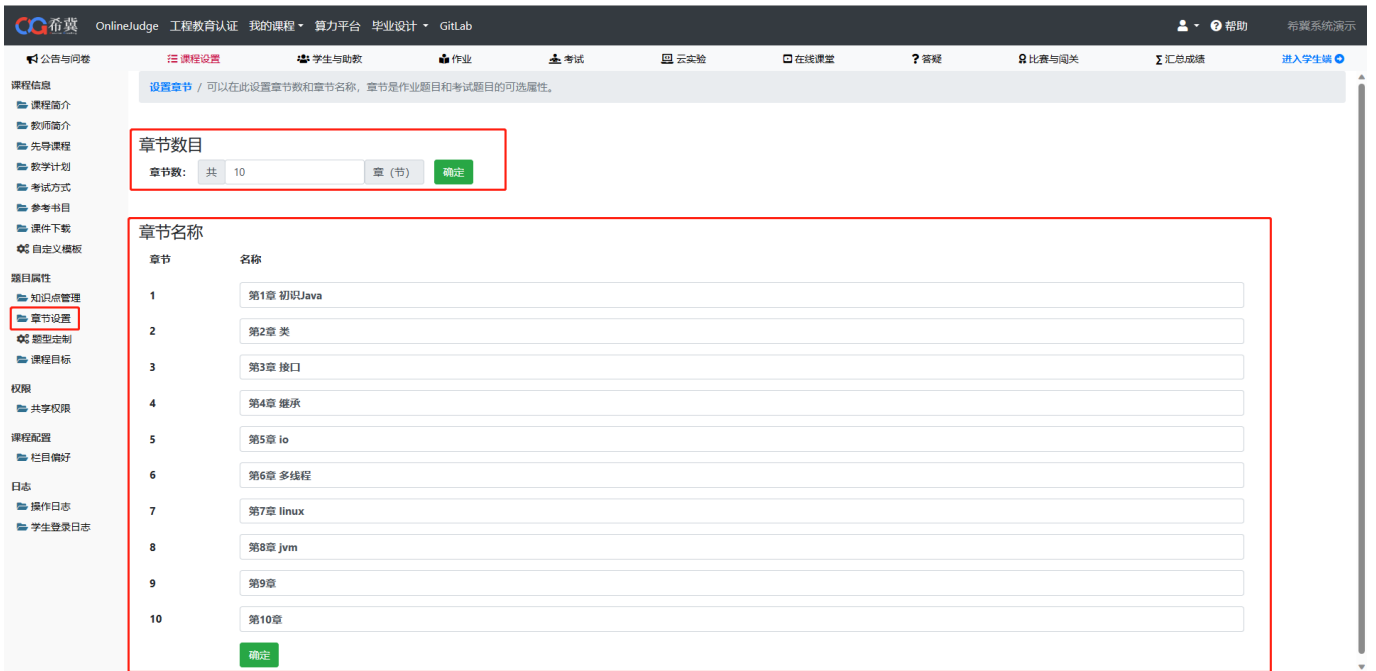 CG希冀 OnlineJudge 工程教育认证 我的课程 算力平台 毕业设计 GitLab 帮助 希冀系统演示
公告与问卷 课程设置 学生与助教 作业 考试 云实验 在线课堂 答疑 比赛与闯关 汇总成绩 进入学生端
课程信息
课程简介
教师简介
先导课程
教学计划
考试方式
参考书目
课件下载
自定义模板
题目属性
知识点管理
章节设置
题型定制
课程目标
权限
共享权限
课程配置
栏目偏好
日志
操作日志
学生登录日志
设置章节 / 可以在此设置章节数和章节名称，章节是作业题目和考试题目的可选属性。
章节数目
章节数： 共 10 章（节） 确定
章节名称
章节 名称
1 第1章 初识Java
2 第2章 类
3 第3章 接口
4 第4章 继承
5 第5章 io
6 第6章 多线程
7 第7章 linux
8 第8章 jvm
9 第9章
10 第10章
确定